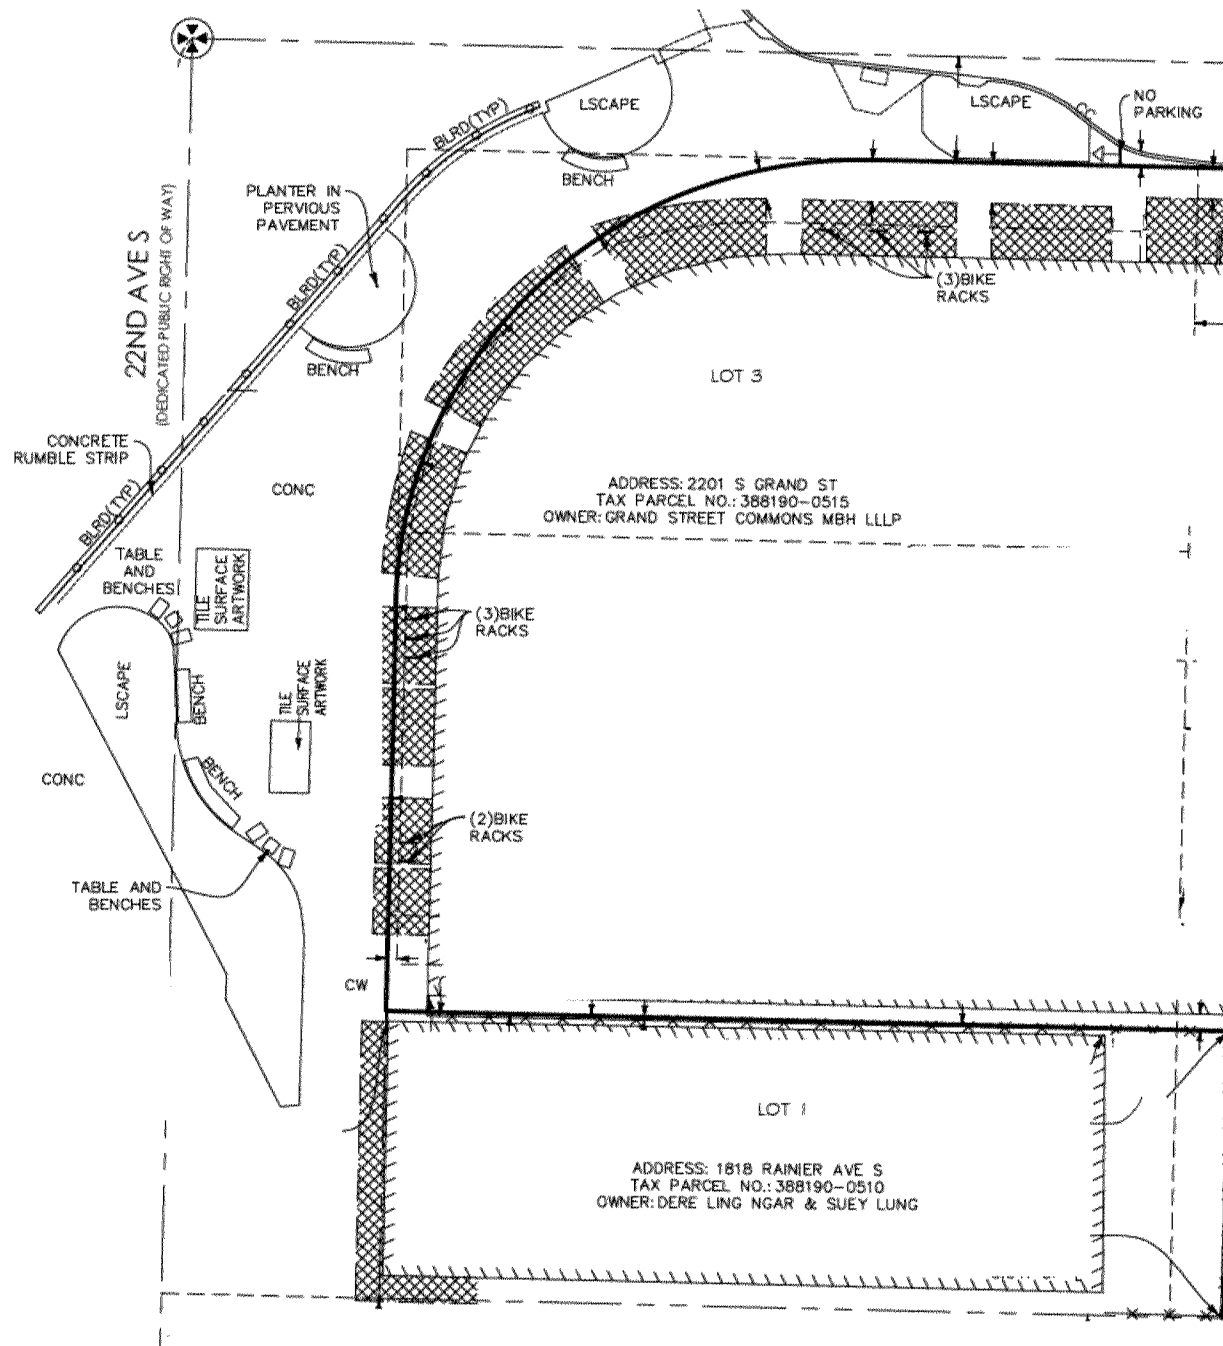 LSCAPE
LSCAPE
NO
PARKING
BLRD(TYP)
BENCH
PLANTER IN
PERVIOUS
PAVEMENT
22ND AVE S
(DEDICATED PUBLIC RIGHT OF WAY)
BLRD(TYP)
(3)BIKE
RACKS
BENCH
LOT 3
CONCRETE
RUMBLE STRIP
CONC
ADDRESS: 2201 S GRAND ST
TAX PARCEL NO.: 388190-0515
OWNER: GRAND STREET COMMONS MBH LLLP
BLRD(TYP)
TABLE
AND
BENCHES
TILE
SURFACE
ARTWORK
(3)BIKE
RACKS
LSCAPE
BENCH
TILE
SURFACE
ARTWORK
CONC
BENCH
(2)BIKE
RACKS
TABLE AND
BENCHES
CW
LOT 1
ADDRESS: 1818 RAINIER AVE S
TAX PARCEL NO.: 388190-0510
OWNER: DERE LING NGAR & SUEY LUNG